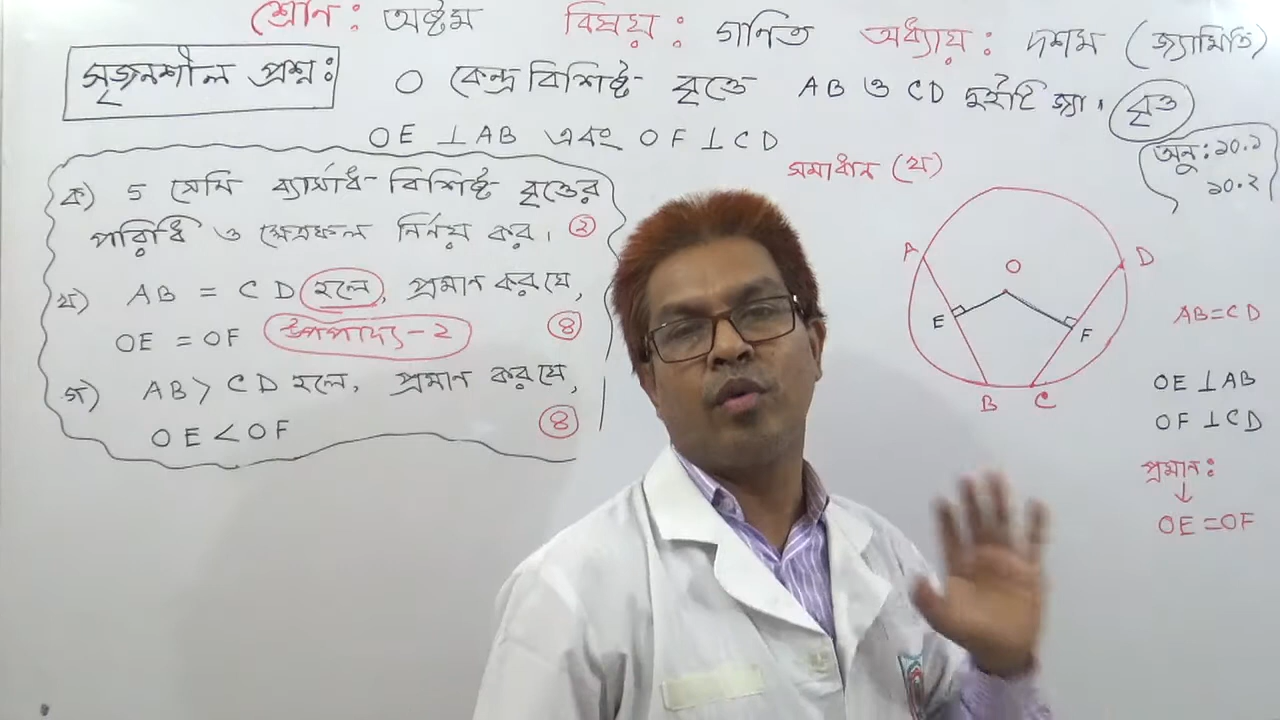 শ্রেণি: অষ্টম বিষয়: গণিত অধ্যায়: দশম (জ্যামিতি)
সৃজনশীল প্রশ্ন: O কেন্দ্র বিশিষ্ট বৃত্তে AB ও CD দুইটি জ্যা। বৃত্ত
OE ⊥ AB এবং OF ⊥ CD
অনু: ১০.১
১০.২
ক) 5 সেমি ব্যাসার্ধ বিশিষ্ট বৃত্তের
পরিধি ও ক্ষেত্রফল নির্ণয় কর। ২
খ) AB = CD হলে, প্রমাণ কর যে,
OE = OF উপপাদ্য-২ ৪
গ) AB > CD হলে, প্রমাণ কর যে,
OE < OF ৪
সমাধান (খ)
A
D
O
E
F
B
C
AB = CD
OE ⊥ AB
OF ⊥ CD
প্রমাণ:
↓
OE = OF